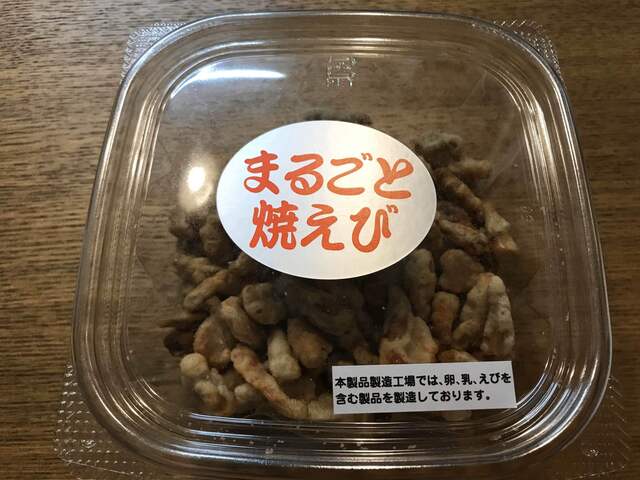 まるごと
焼えび
本製品製造工場では、卵、乳、えびを
含む製品を製造しております。